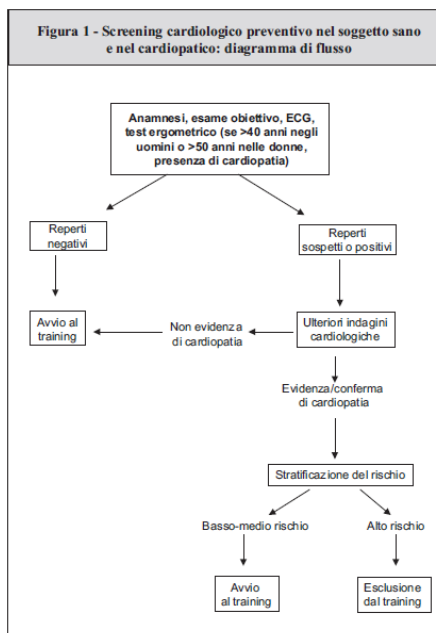 Figura 1 - Screening cardiologico preventivo nel soggetto sano
e nel cardiopatico: diagramma di flusso
Anamnesi, esame obiettivo, ECG,
test ergometrico (se >40 anni negli
uomini o >50 anni nelle donne,
presenza di cardiopatia)
Reperti
negativi
Reperti
sospetti o positivi
Avvio al
training
Non evidenza
di cardiopatia
Ulteriori indagini
cardiologiche
Evidenza/conferma
di cardiopatia
Stratificazione del rischio
Basso-medio rischio
Alto rischio
Avvio
al training
Esclusione
dal training